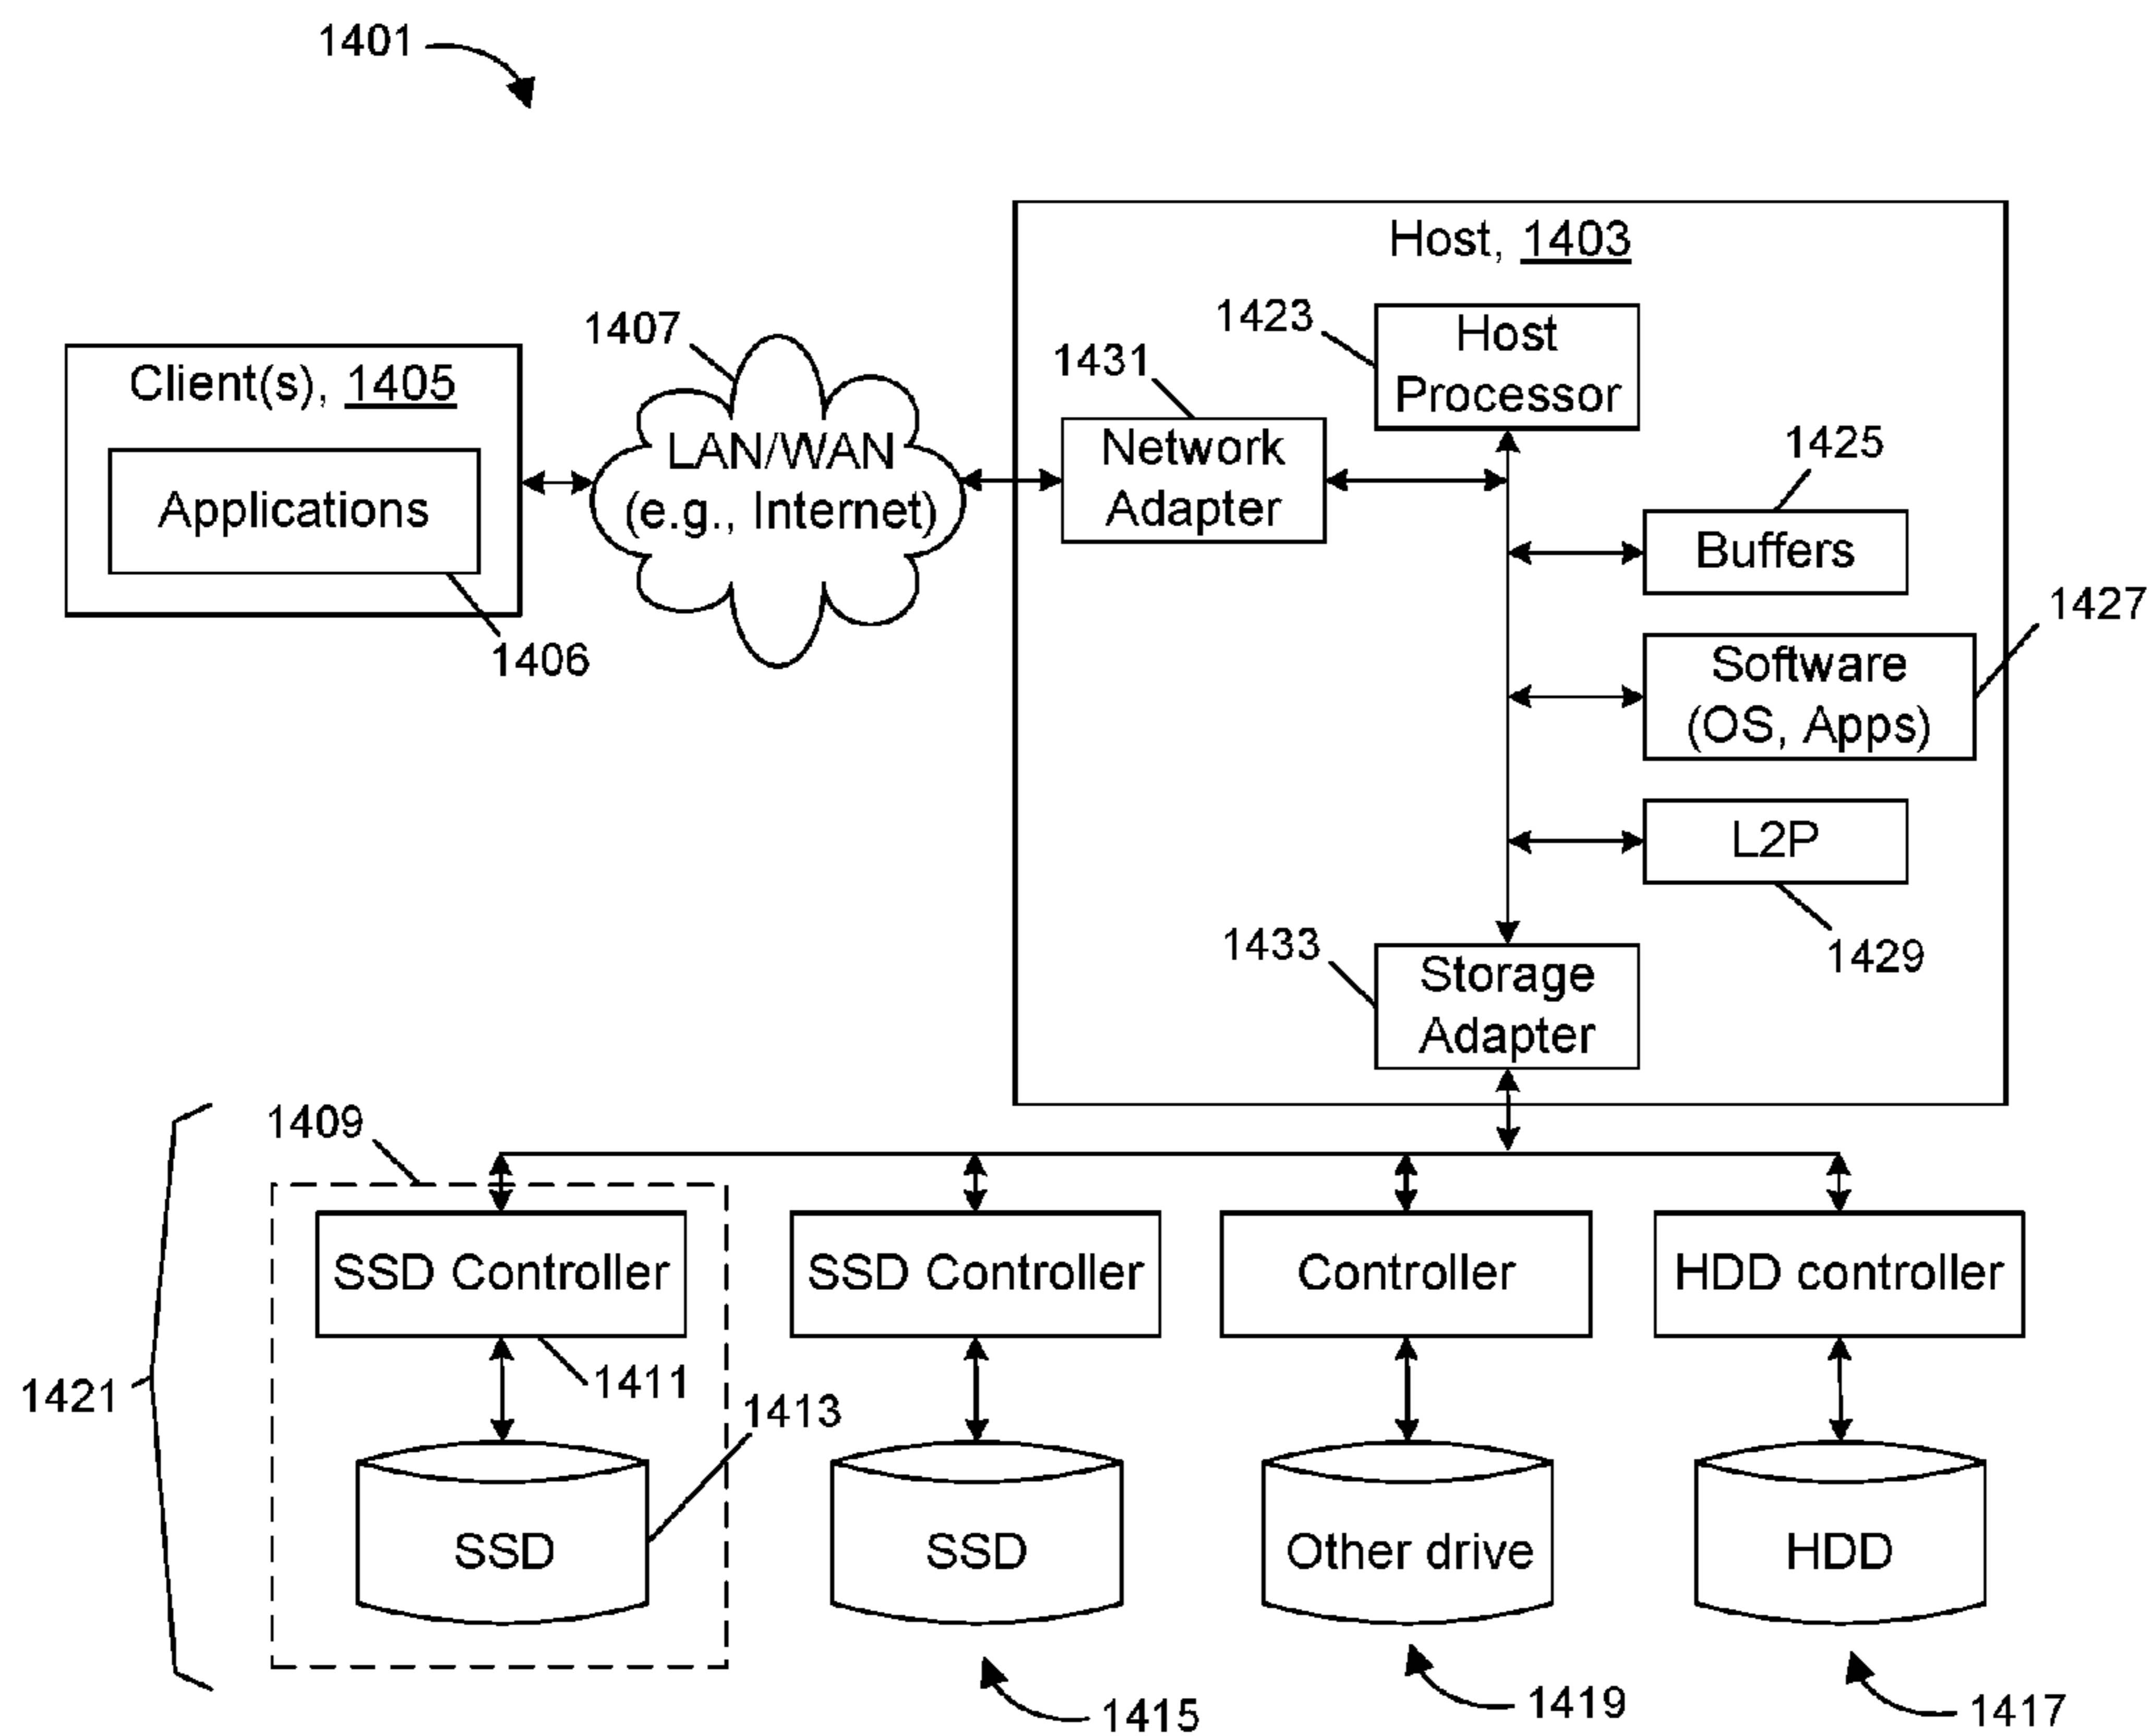 1401
Host, 1403
1423
Host
Processor
1407
1431
Client(s), 1405
Applications
1406
LAN/WAN
(e.g., Internet)
Network
Adapter
1425
Buffers
1427
Software
(OS, Apps)
L2P
1429
1433
Storage
Adapter
1409
SSD Controller
SSD Controller
Controller
HDD controller
1421
1411
1413
SSD
SSD
Other drive
HDD
1415
1419
1417